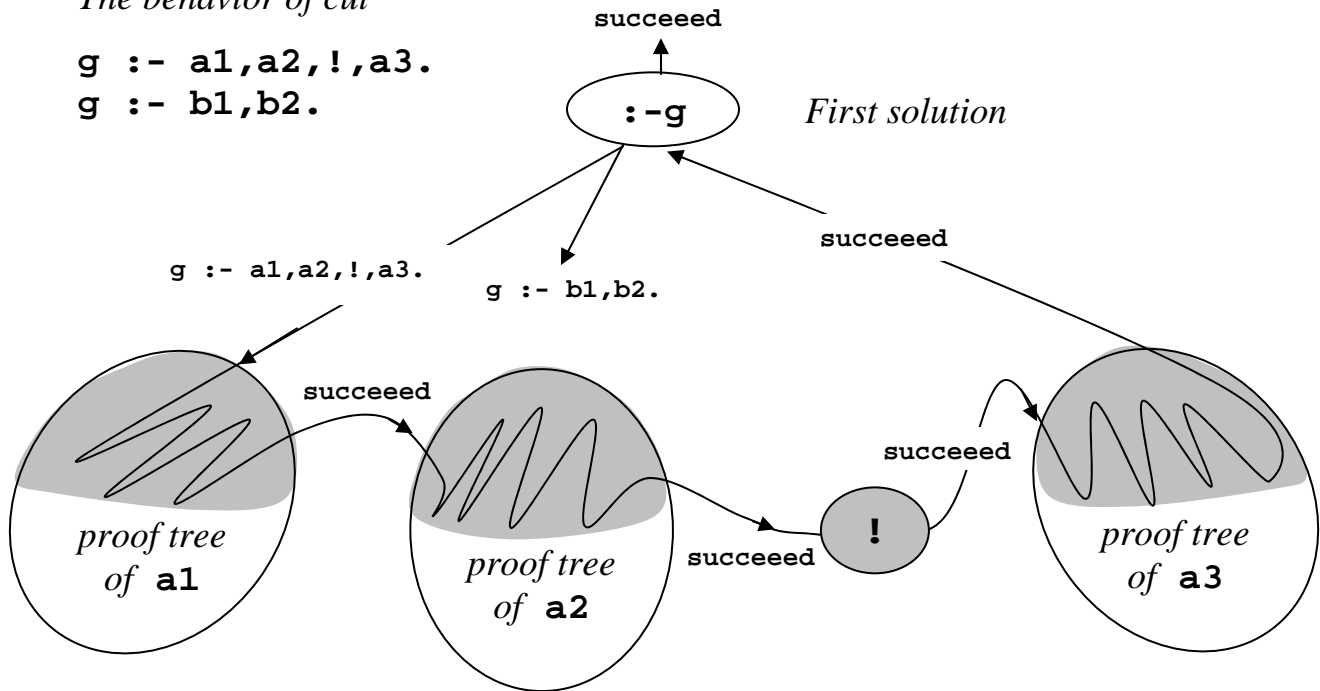 The behavior of cut
g :- a1,a2,!,a3.
g :- b1,b2.
succeeed
:-g
First solution
succeeed
g :- a1,a2,!,a3.
g :- b1,b2.
succeeed
succeeed
!
succeeed
proof tree
of a1
proof tree
of a2
proof tree
of a3